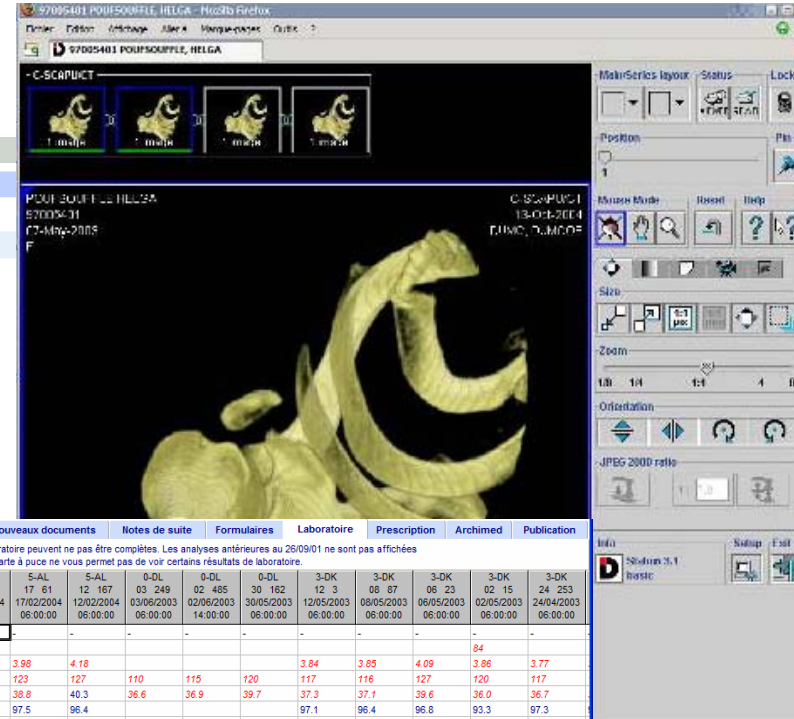 97005401 POUFSOUFFLE, HELGA - Mozilla Firefox
Fichier Edition Affichage Aller à Marque-pages Outils ?
97005401 POUFSOUFFLE, HELGA
C-SCAPUCT
1 image 1 image 1 image 1 image
POUFSOUFFLE HELGA
97005401
07-May-2003
F
C-SCAPUCT
13-Oct-2004
Main/Series layout Status Lock
Position Pin
1
Mouse Mode Reset Help
Size
1:1 pix
Zoom
1/8 1/4 1:1 4 8
Orientation
JPEG 2000 ratio
Info Setup Exit
3.1
basic
ouveaux documents Notes de suite Formulaires Laboratoire Prescription Archimed Publication
ratoire peuvent ne pas être complètes. Les analyses antérieures au 26/09/01 ne sont pas affichées
arte à puce ne vous permet pas de voir certains résultats de laboratoire.
5-AL 5-AL 0-DL 0-DL 0-DL 3-DK 3-DK 3-DK 3-DK 3-DK
17 61 12 167 03 249 02 485 30 162 12 3 08 87 06 23 02 15 24 253
4 17/02/2004 12/02/2004 03/06/2003 02/06/2003 30/05/2003 12/05/2003 08/05/2003 06/05/2003 02/05/2003 24/04/2003
06:00:00 06:00:00 06:00:00 14:00:00 06:00:00 06:00:00 06:00:00 06:00:00 06:00:00 06:00:00
- - - - - - - - - -
84
3.98 4.18 3.84 3.85 4.09 3.86 3.77
123 127 110 115 120 117 116 127 120 117
38.8 40.3 36.6 36.9 39.7 37.3 37.1 39.6 36.0 36.7
97.5 96.4 97.1 96.4 96.8 93.3 97.3